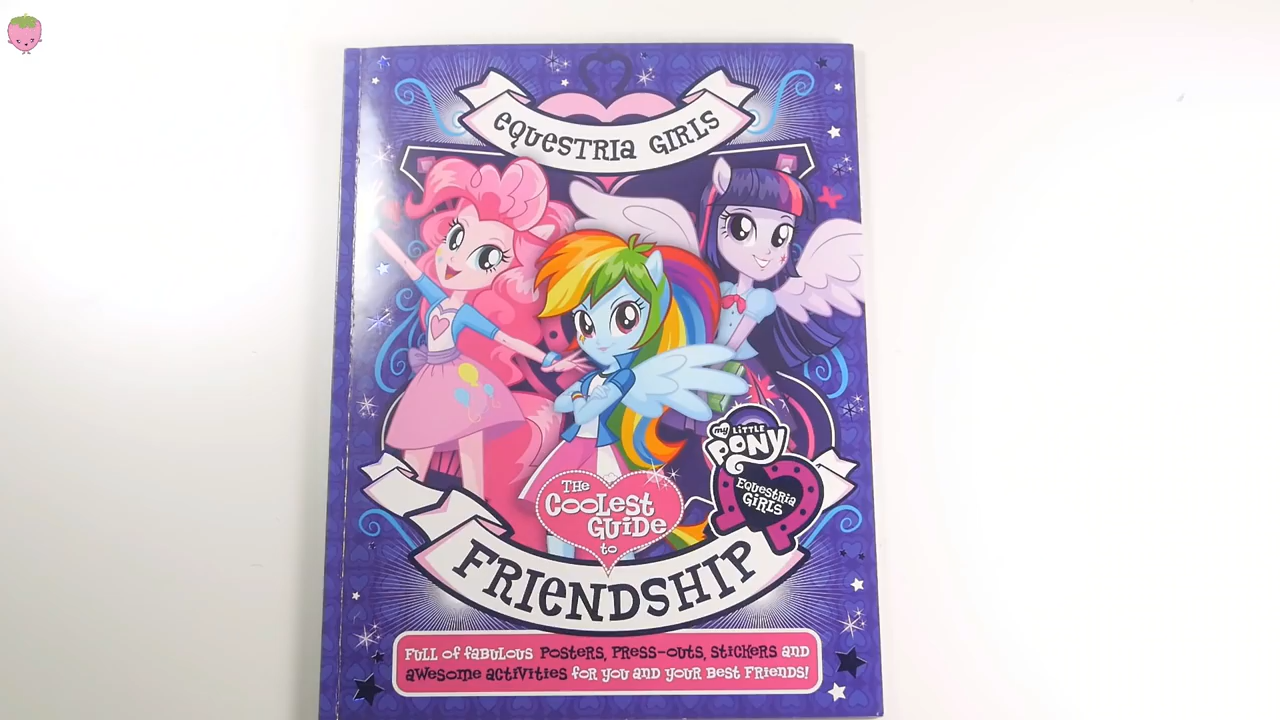 EQUESTRIA GIRLS
MY LITTLE
PONY
EQUESTRIA
GIRLS
THE
COOLEST
GUIDE
to
FRIENDSHIP
FULL OF FABULOUS POSTERS, PRESS-OUTS, STICKERS AND
AWESOME ACTIVITIES FOR YOU AND YOUR BEST FRIENDS!